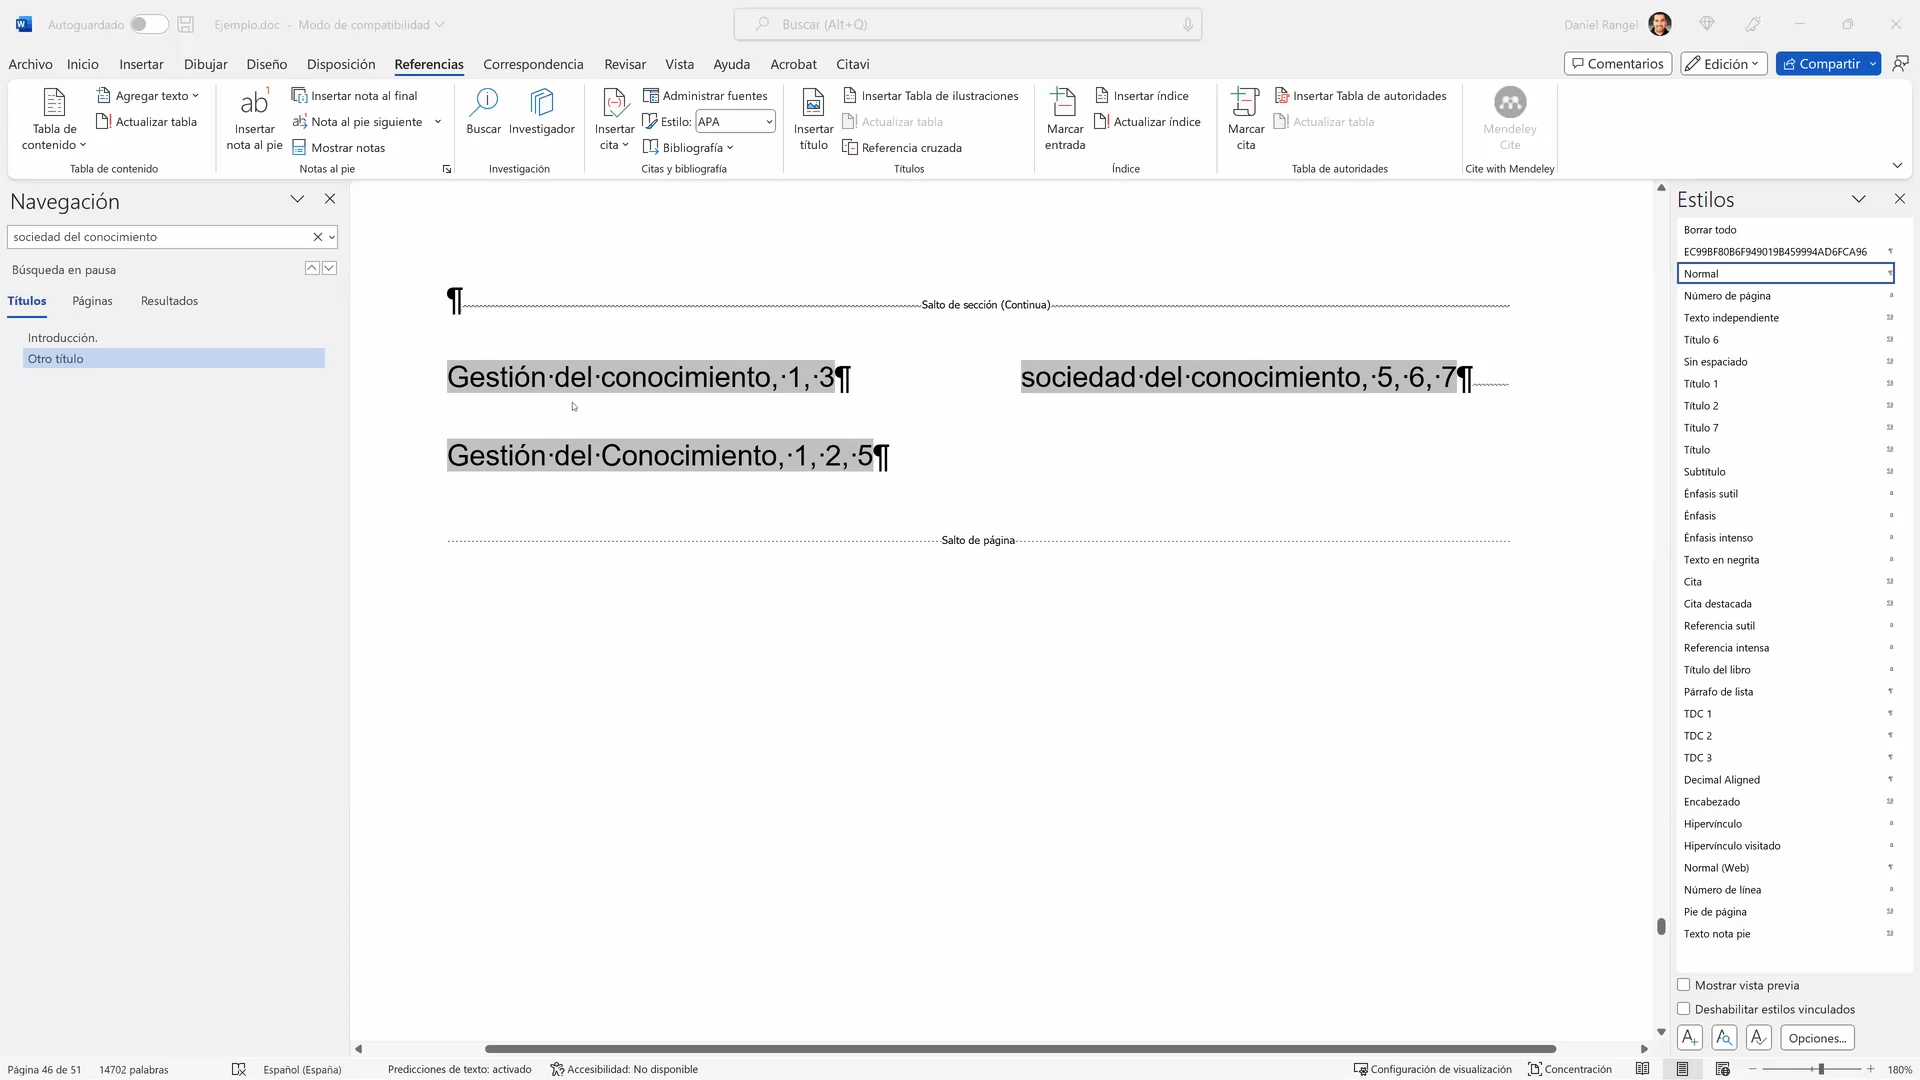 Autoguardado
Ejemplo.doc - Modo de compatibilidad
Buscar (Alt+Q)
Daniel Rangel
Archivo Inicio Insertar Dibujar Diseño Disposición Referencias Correspondencia Revisar Vista Ayuda Acrobat Citavi
Comentarios
Edición
Compartir
Tabla de contenido
Agregar texto
Actualizar tabla
Tabla de contenido
ab1
Insertar nota al pie
Insertar nota al final
Nota al pie siguiente
Mostrar notas
Notas al pie
Buscar
Investigador
Investigación
Insertar cita
Administrar fuentes
Estilo: APA
Bibliografía
Citas y bibliografía
Insertar título
Insertar Tabla de ilustraciones
Actualizar tabla
Referencia cruzada
Títulos
Marcar entrada
Insertar índice
Actualizar índice
Índice
Marcar cita
Insertar Tabla de autoridades
Actualizar tabla
Tabla de autoridades
Mendeley Cite
Cite with Mendeley
Navegación
sociedad del conocimiento
Búsqueda en pausa
Títulos Páginas Resultados
Introducción.
Otro título
¶ Salto de sección (Continua)
Gestión·del·conocimiento,·1,·3¶
Gestión·del·Conocimiento,·1,·2,·5¶
sociedad·del·conocimiento,·5,·6,·7¶
Salto de página
Estilos
Borrar todo
EC99BF80B6F949019B459994AD6FCA96
Normal
Número de página
Texto independiente
Título 6
Sin espaciado
Título 1
Título 2
Título 7
Título
Subtítulo
Énfasis sutil
Énfasis
Énfasis intenso
Texto en negrita
Cita
Cita destacada
Referencia sutil
Referencia intensa
Título del libro
Párrafo de lista
TDC 1
TDC 2
TDC 3
Decimal Aligned
Encabezado
Hipervínculo
Hipervínculo visitado
Normal (Web)
Número de línea
Pie de página
Texto nota pie
Mostrar vista previa
Deshabilitar estilos vinculados
Opciones...
Página 46 de 51 14702 palabras Español (España) Predicciones de texto: activado Accesibilidad: No disponible
Configuración de visualización Concentración 180%